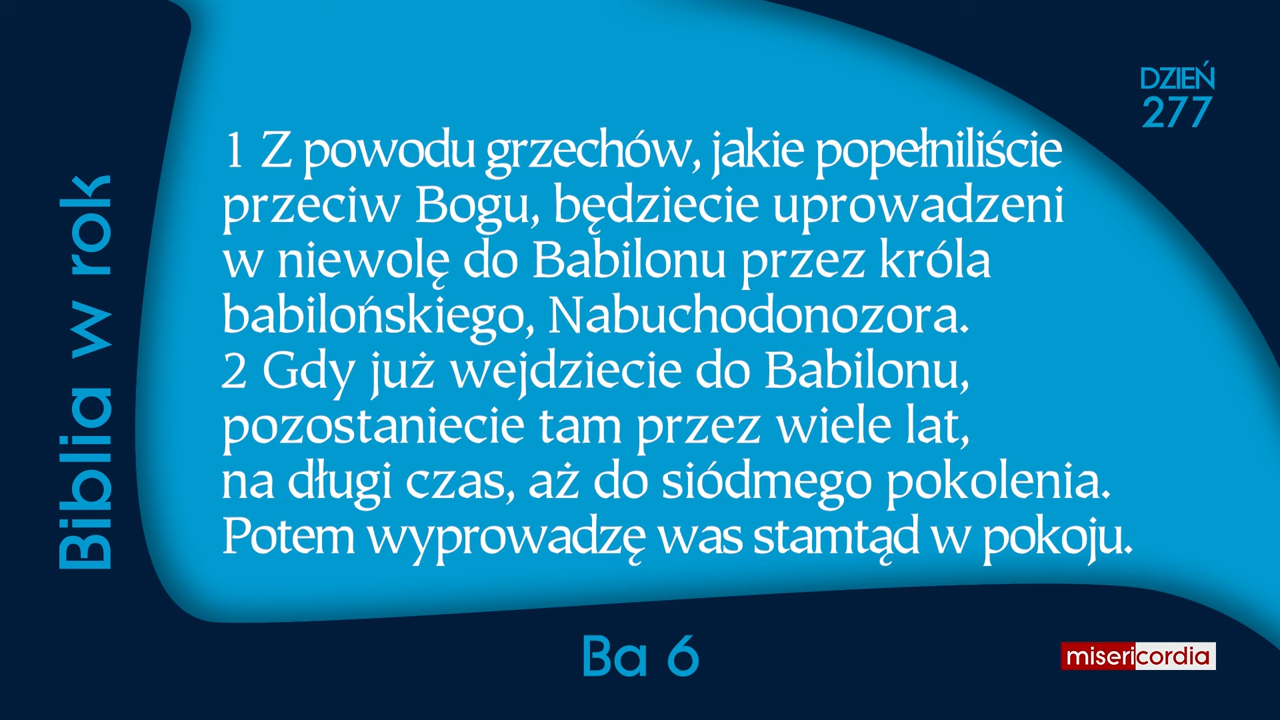 DZIEŃ
277
1 Z powodu grzechów, jakie popełniliście
przeciw Bogu, będziecie uprowadzeni
w niewolę do Babilonu przez króla
babilońskiego, Nabuchodonozora.
2 Gdy już wejdziecie do Babilonu,
pozostaniecie tam przez wiele lat,
na długi czas, aż do siódmego pokolenia.
Potem wyprowadzę was stamtąd w pokoju.
Biblia w rok
Ba 6
misericordia